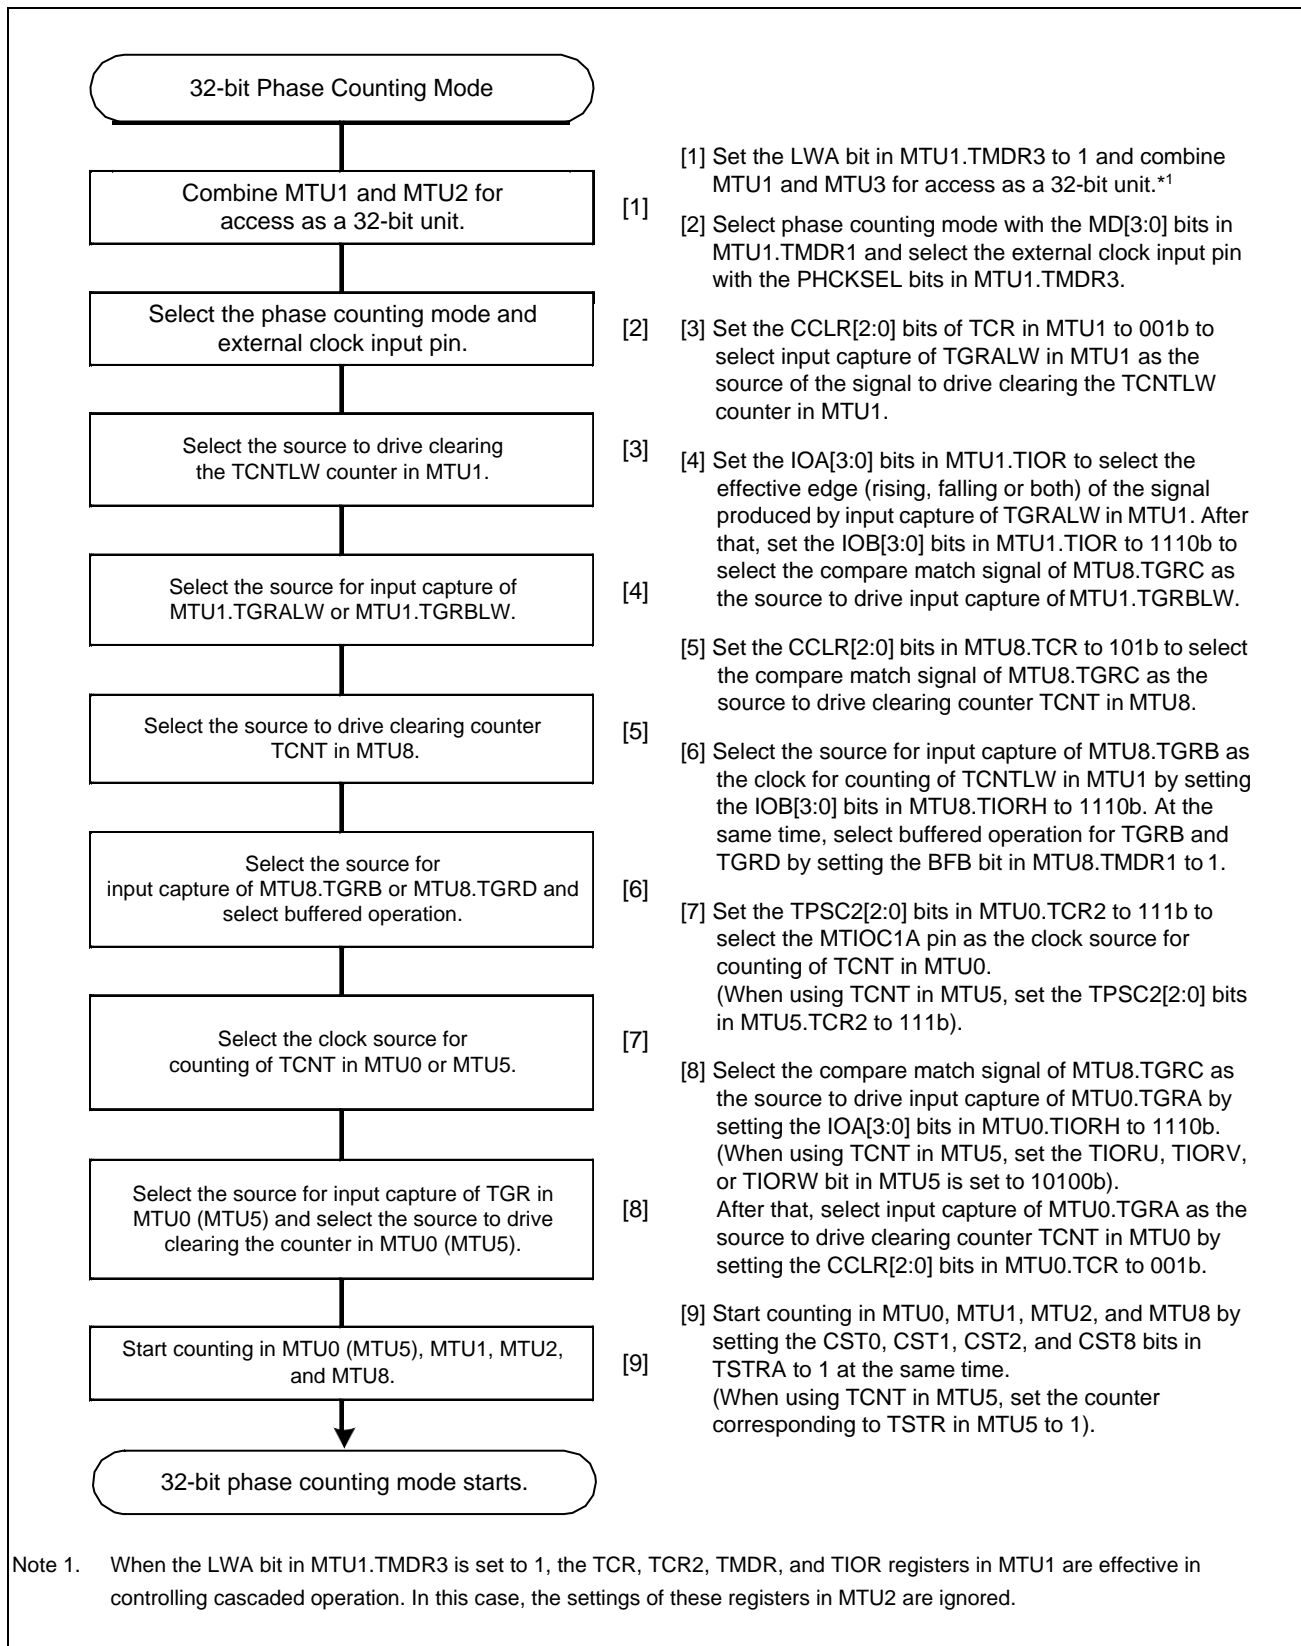 32-bit Phase Counting Mode
Combine MTU1 and MTU2 for
access as a 32-bit unit.
[1]
Select the phase counting mode and
external clock input pin.
[2]
Select the source to drive clearing
the TCNTLW counter in MTU1.
[3]
Select the source for input capture of
MTU1.TGRALW or MTU1.TGRBLW.
[4]
Select the source to drive clearing counter
TCNT in MTU8.
[5]
Select the source for
input capture of MTU8.TGRB or MTU8.TGRD and
select buffered operation.
[6]
Select the clock source for
counting of TCNT in MTU0 or MTU5.
[7]
Select the source for input capture of TGR in
MTU0 (MTU5) and select the source to drive
clearing the counter in MTU0 (MTU5).
[8]
Start counting in MTU0 (MTU5), MTU1, MTU2,
and MTU8.
[9]
32-bit phase counting mode starts.
[1] Set the LWA bit in MTU1.TMDR3 to 1 and combine
MTU1 and MTU3 for access as a 32-bit unit.*1
[2] Select phase counting mode with the MD[3:0] bits in
MTU1.TMDR1 and select the external clock input pin
with the PHCKSEL bits in MTU1.TMDR3.
[3] Set the CCLR[2:0] bits of TCR in MTU1 to 001b to
select input capture of TGRALW in MTU1 as the
source of the signal to drive clearing the TCNTLW
counter in MTU1.
[4] Set the IOA[3:0] bits in MTU1.TIOR to select the
effective edge (rising, falling or both) of the signal
produced by input capture of TGRALW in MTU1. After
that, set the IOB[3:0] bits in MTU1.TIOR to 1110b to
select the compare match signal of MTU8.TGRC as
the source to drive input capture of MTU1.TGRBLW.
[5] Set the CCLR[2:0] bits in MTU8.TCR to 101b to select
the compare match signal of MTU8.TGRC as the
source to drive clearing counter TCNT in MTU8.
[6] Select the source for input capture of MTU8.TGRB as
the clock for counting of TCNTLW in MTU1 by setting
the IOB[3:0] bits in MTU8.TIORH to 1110b. At the
same time, select buffered operation for TGRB and
TGRD by setting the BFB bit in MTU8.TMDR1 to 1.
[7] Set the TPSC2[2:0] bits in MTU0.TCR2 to 111b to
select the MTIOC1A pin as the clock source for
counting of TCNT in MTU0.
(When using TCNT in MTU5, set the TPSC2[2:0] bits
in MTU5.TCR2 to 111b).
[8] Select the compare match signal of MTU8.TGRC as
the source to drive input capture of MTU0.TGRA by
setting the IOA[3:0] bits in MTU0.TIORH to 1110b.
(When using TCNT in MTU5, set the TIORU, TIORV,
or TIORW bit in MTU5 is set to 10100b).
After that, select input capture of MTU0.TGRA as the
source to drive clearing counter TCNT in MTU0 by
setting the CCLR[2:0] bits in MTU0.TCR to 001b.
[9] Start counting in MTU0, MTU1, MTU2, and MTU8 by
setting the CST0, CST1, CST2, and CST8 bits in
TSTRA to 1 at the same time.
(When using TCNT in MTU5, set the counter
corresponding to TSTR in MTU5 to 1).
Note 1. When the LWA bit in MTU1.TMDR3 is set to 1, the TCR, TCR2, TMDR, and TIOR registers in MTU1 are effective in
controlling cascaded operation. In this case, the settings of these registers in MTU2 are ignored.